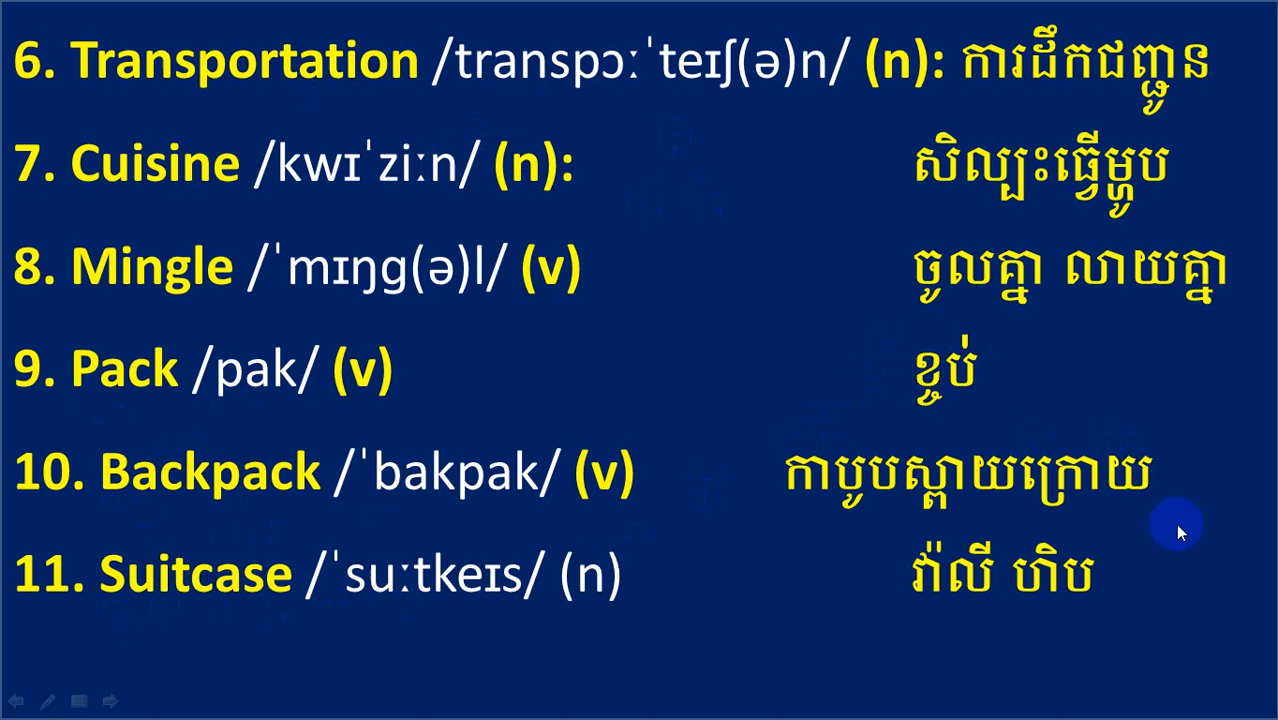 6. Transportation /transpɔːˈteɪʃ(ə)n/ (n): ការដឹកជញ្ជូន
7. Cuisine /kwɪˈziːn/ (n): សិល្បះធ្វើម្ហូប
8. Mingle /ˈmɪŋɡ(ə)l/ (v) ចូលគ្នា លាយគ្នា
9. Pack /pak/ (v) ខ្ចប់
10. Backpack /ˈbakpak/ (v) កាបូបស្ពាយក្រោយ
11. Suitcase /ˈsuːtkeɪs/ (n) វ៉ាលី ហិប